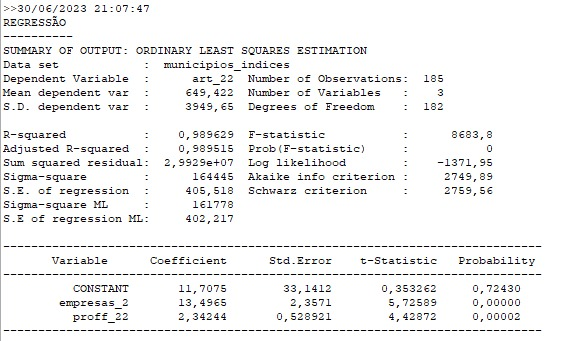 >>30/06/2023 21:07:47
REGRESSÃO
----------
SUMMARY OF OUTPUT: ORDINARY LEAST SQUARES ESTIMATION
Data set            :  municipios_indices
Dependent Variable  :      art_22  Number of Observations:  185
Mean dependent var  :     649,422  Number of Variables   :    3
S.D. dependent var  :     3949,65  Degrees of Freedom    :  182
R-squared           :    0,989629  F-statistic           :      8683,8
Adjusted R-squared  :    0,989515  Prob(F-statistic)     :           0
Sum squared residual: 2,9929e+07  Log likelihood        :    -1371,95
Sigma-square        :      164445  Akaike info criterion :     2749,89
S.E. of regression  :     405,518  Schwarz criterion     :     2759,56
Sigma-square ML     :      161778
S.E of regression ML:     402,217
-----------------------------------------------------------------------------
Variable     Coefficient      Std.Error    t-Statistic   Probability
-----------------------------------------------------------------------------
CONSTANT         11,7075        33,1412       0,353262     0,72430
empresas_2         13,4965         2,3571        5,72589     0,00000
proff_22         2,34244       0,528921        4,42872     0,00002
-----------------------------------------------------------------------------